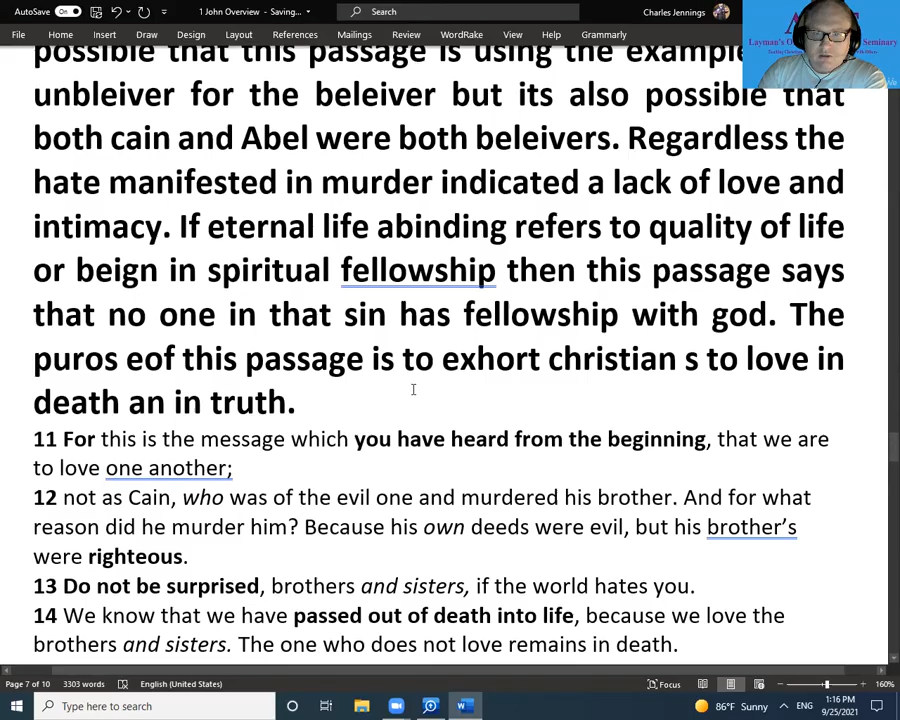 AutoSave On 1 John Overview - Saving... Search Charles Jennings
File Home Insert Draw Design Layout References Mailings Review View WordRake Help Grammarly
Layman's Seminary
possible that this passage is using the example
unbleiver for the beleiver but its also possible that
both cain and Abel were both beleivers. Regardless the
hate manifested in murder indicated a lack of love and
intimacy. If eternal life abinding refers to quality of life
or beign in spiritual fellowship then this passage says
that no one in that sin has fellowship with god. The
puros eof this passage is to exhort christian s to love in
death an in truth.
11 For this is the message which you have heard from the beginning, that we are
to love one another;
12 not as Cain, who was of the evil one and murdered his brother. And for what
reason did he murder him? Because his own deeds were evil, but his brother's
were righteous.
13 Do not be surprised, brothers and sisters, if the world hates you.
14 We know that we have passed out of death into life, because we love the
brothers and sisters. The one who does not love remains in death.
Page 7 of 10 3303 words English (United States) Focus 160%
Type here to search 86°F Sunny ENG 1:16 PM
9/25/2021